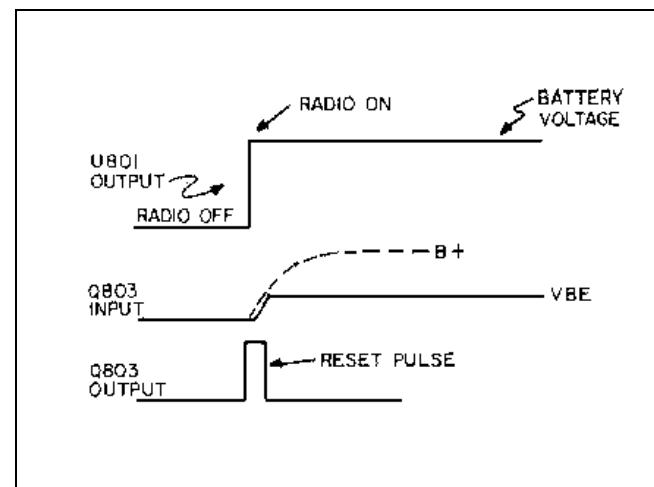 RADIO ON
BATTERY
VOLTAGE
U801
OUTPUT
RADIO OFF
B+
Q803
INPUT
VBE
RESET PULSE
Q803
OUTPUT